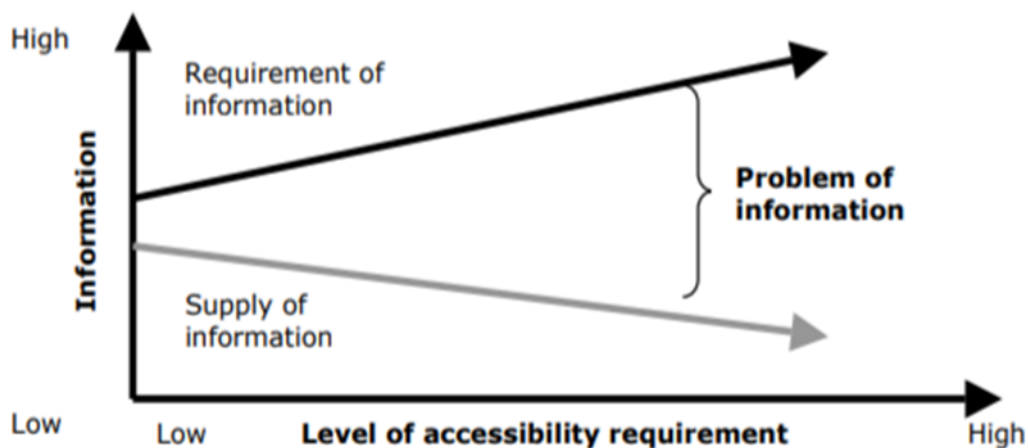 High
Requirement of
information
Problem of
information
Information
Supply of
information
Low
Low
Level of accessibility requirement
High